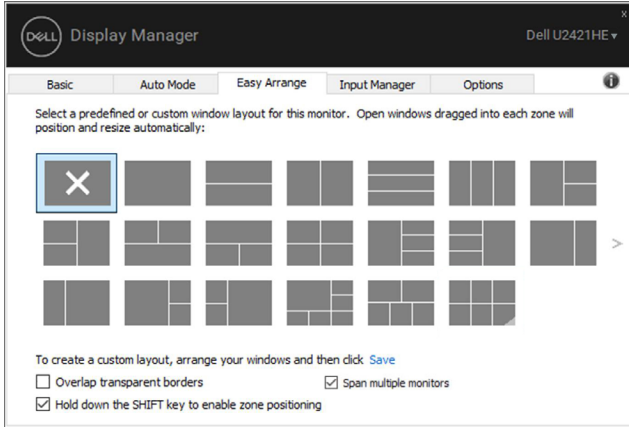 x
DELL Display Manager Dell U2421HE
Basic Auto Mode Easy Arrange Input Manager Options i
Select a predefined or custom window layout for this monitor. Open windows dragged into each zone will
position and resize automatically:
>
To create a custom layout, arrange your windows and then click Save
Overlap transparent borders Span multiple monitors
Hold down the SHIFT key to enable zone positioning